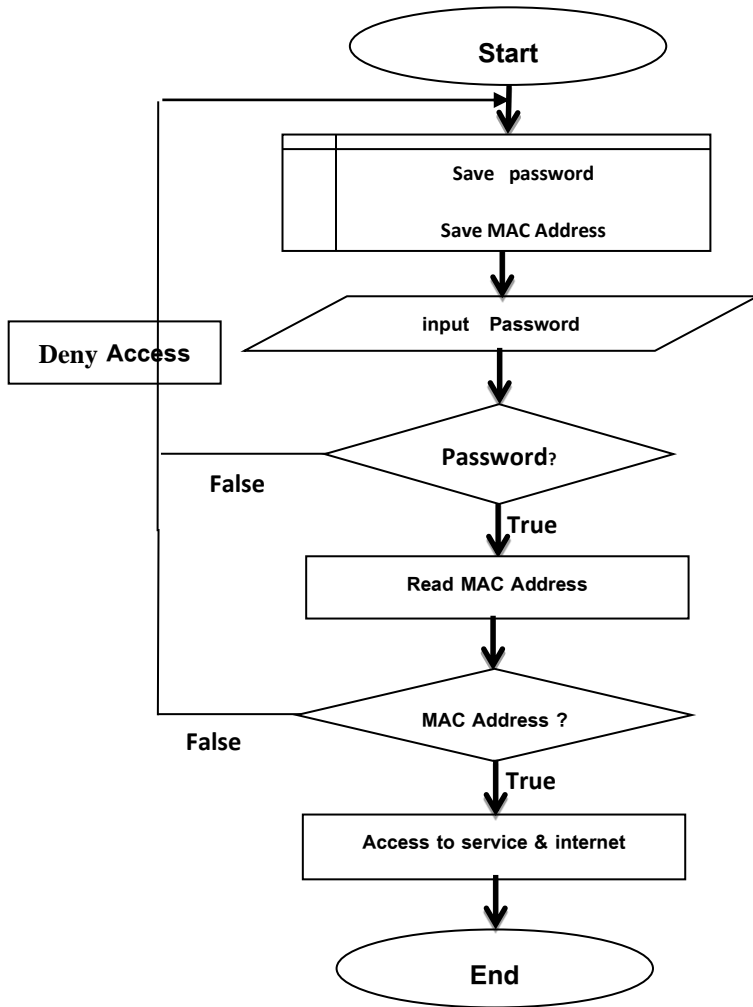 Start
Save password
Save MAC Address
input Password
Deny Access
Password?
False
True
Read MAC Address
MAC Address ?
False
True
Access to service & internet
End